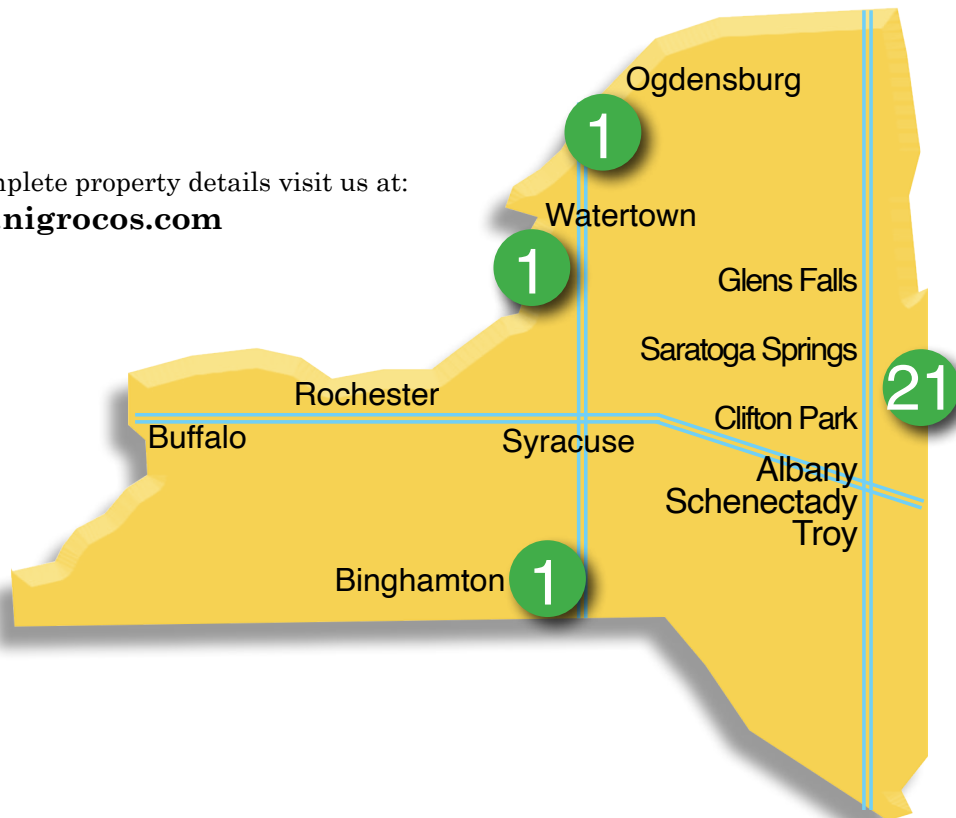 Ogdensburg
1
mplete property details visit us at:
.nigrocos.com
Watertown
1
Glens Falls
Saratoga Springs
21
Rochester
Clifton Park
Buffalo
Syracuse
Albany
Schenectady
Troy
Binghamton
1